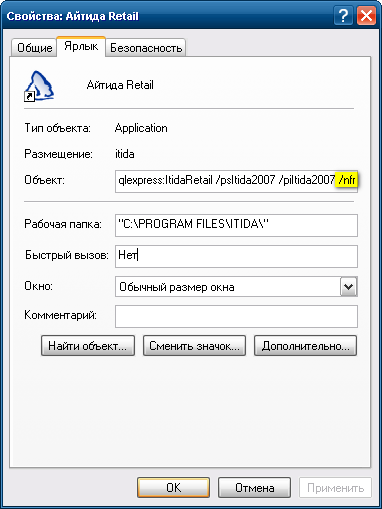 Свойства: Айтида Retail
Общие Ярлык Безопасность
Айтида Retail
Тип объекта: Application
Размещение: itida
Объект: qlexpress:ItidaRetail /psItida2007 /piItida2007 /nfr
Рабочая папка: "C:\PROGRAM FILES\ITIDA\"
Быстрый вызов: Нет
Окно: Обычный размер окна
Комментарий:
Найти объект... Сменить значок... Дополнительно...
OK Отмена Применить